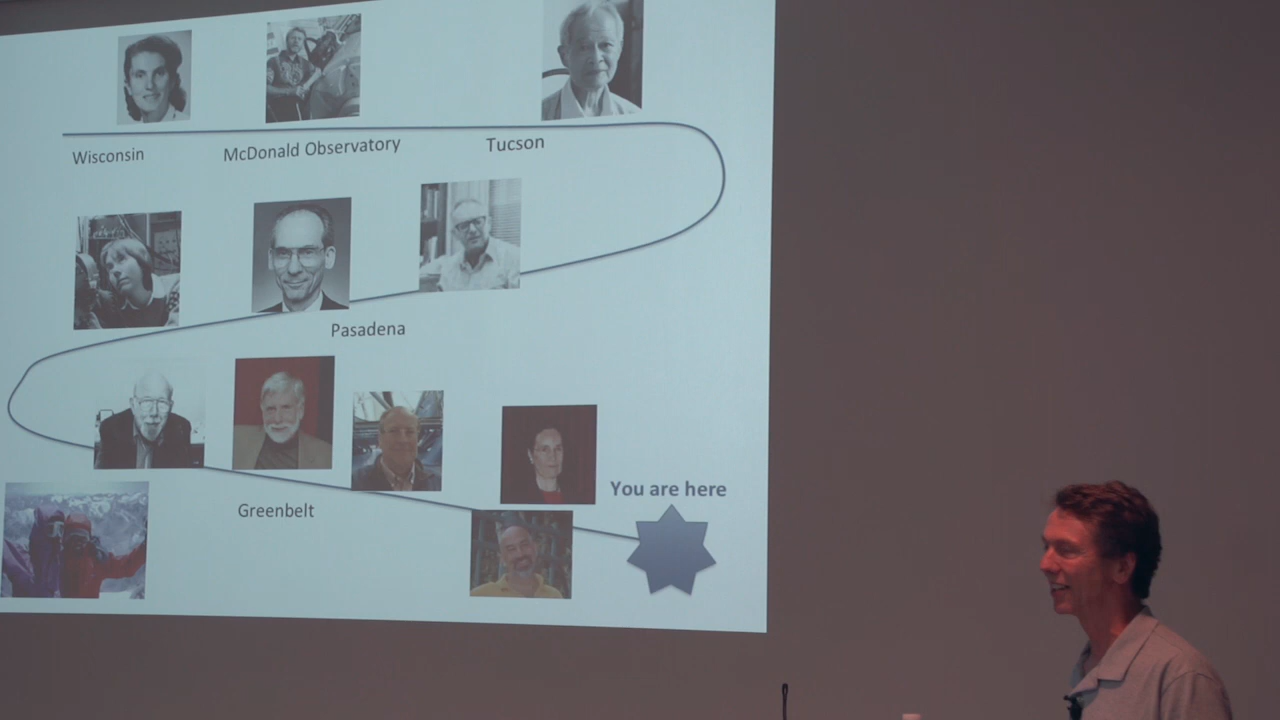 Wisconsin
McDonald Observatory
Tucson
Pasadena
Greenbelt
You are here